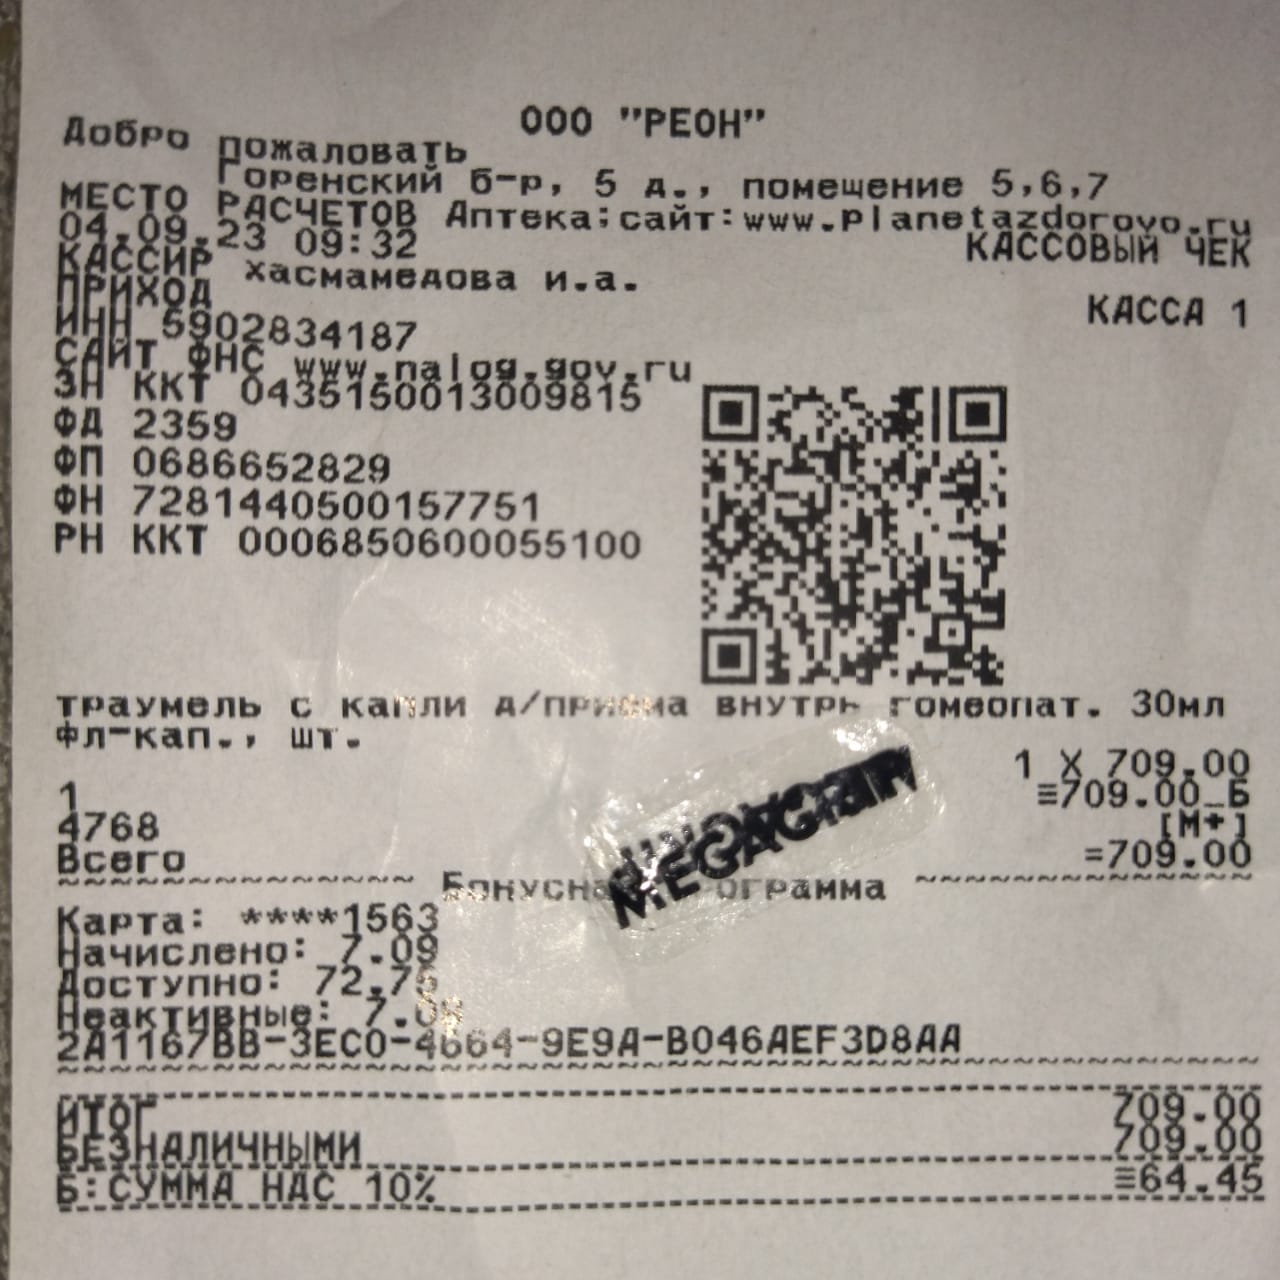 ООО "РЕОН"
Добро пожаловать
Горенский б-р, 5 д., помещение 5,6,7
МЕСТО РАСЧЕТОВ Аптека;сайт:www.planetazdorovo.ru
04.09.23 09:32 КАССОВЫЙ ЧЕК
КАССИР хасмамедова и.а.
ПРИХОД КАССА 1
ИНН 5902834187
САЙТ ФНС www.nalog.gov.ru
ЗН ККТ 0435150013009815
ФД 2359
ФП 0686652829
ФН 7281440500157751
РН ККТ 0006850600055100
траумель с капли д/приема внутрь гомеопат. 30мл
фл-кап., шт.
1 X 709.00
1 ≡709.00_Б
4768 [М+]
Всего =709.00
Бонусная программа
MEGA
Карта: ****1563
Начислено: 7.09
Доступно: 72.75
Неактивные: 7.09
2A1167BB-3EC0-4664-9E9A-B046AEF3D8AA
ИТОГ 709.00
БЕЗНАЛИЧНЫМИ 709.00
Б:СУММА НДС 10% ≡64.45